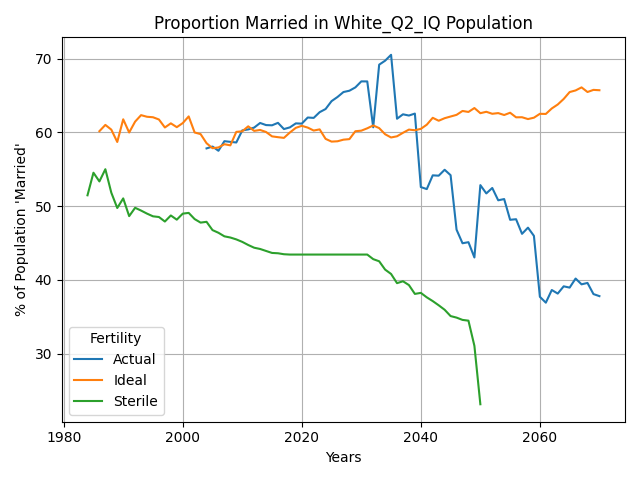 Proportion Married in White_Q2_IQ Population
% of Population 'Married'
70
60
50
40
30
Fertility
Actual
Ideal
Sterile
1980
2000
2020
2040
2060
Years